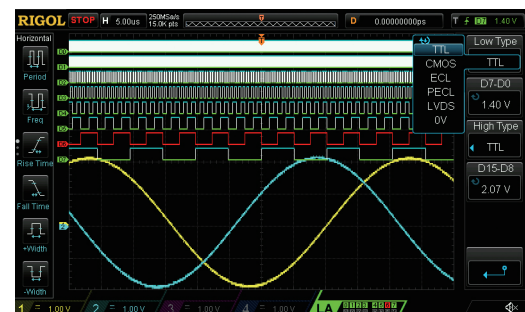 RIGOL STOP H 5.00us 250MSa/s 15.0K pts D 0.00000000ps T D7 1.40 V
Horizontal
Period
Freq
Rise Time
Fall Time
+Width
-Width
D0
D1
D2
D3
D4
D5
D6
D7
TTL
CMOS
ECL
PECL
LVDS
0V
Low Type
TTL
D7-D0
1.40 V
High Type
TTL
D15-D8
2.07 V
1 = 1.00 V 2 = 1.00 V 3 = 1.00 V 4 = 1.00 V LA 0123 4567